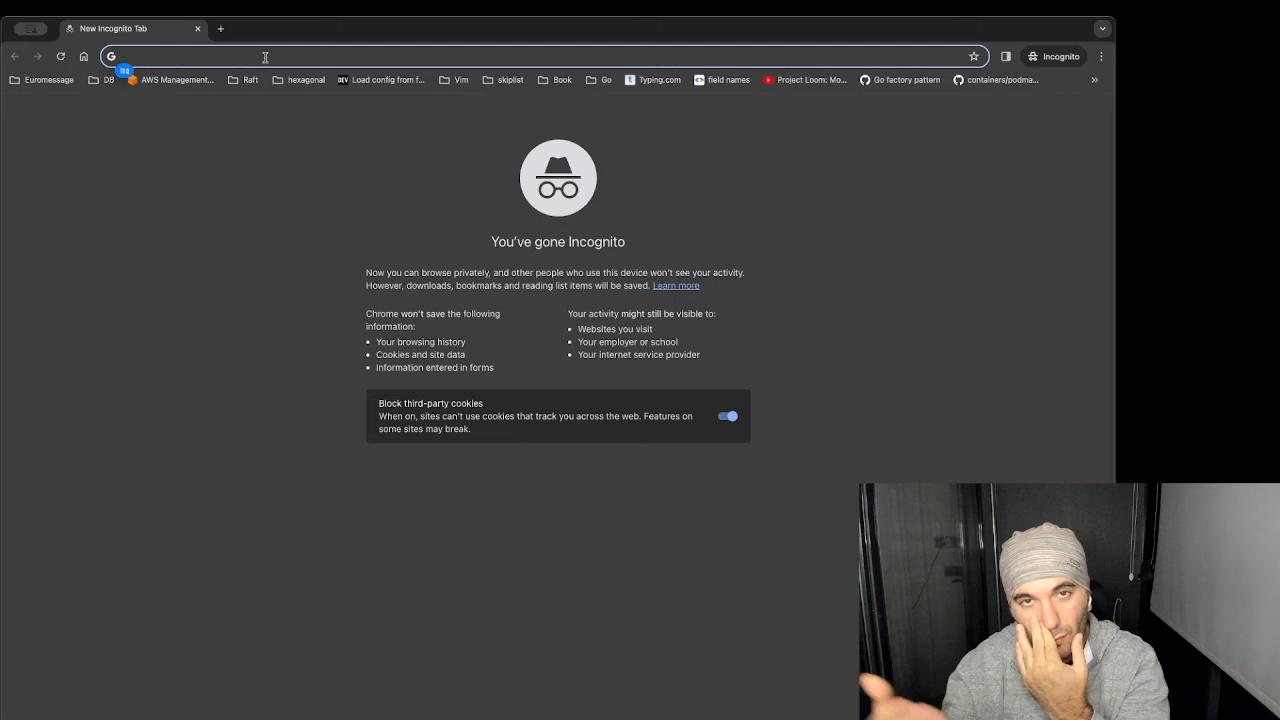 New Incognito Tab
Incognito
Euromessage
DB
AWS Management...
Raft
hexagonal
DEV
Load config from f...
Vim
skiplist
Book
Go
t
Typing.com
field names
Project Loom: Mo...
Go factory pattern
containers/podma...
You've gone Incognito
Now you can browse privately, and other people who use this device won't see your activity.
However, downloads, bookmarks and reading list items will be saved. Learn more
Chrome won't save the following
information:
• Your browsing history
• Cookies and site data
• Information entered in forms
Your activity might still be visible to:
• Websites you visit
• Your employer or school
• Your internet service provider
Block third-party cookies
When on, sites can't use cookies that track you across the web. Features on
some sites may break.